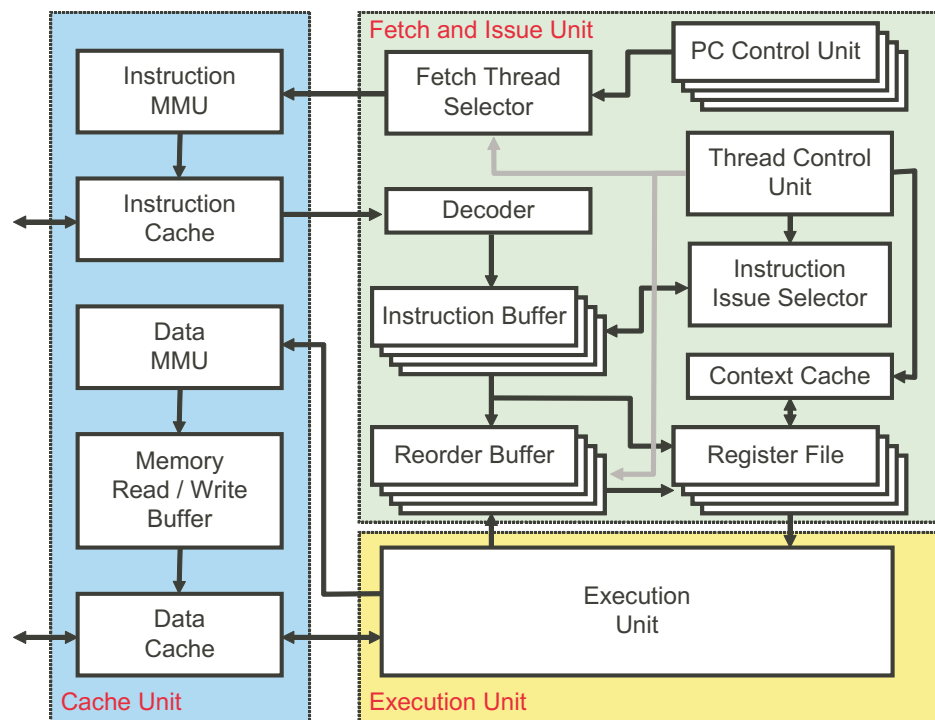 Fetch and Issue Unit
PC Control Unit
Instruction
MMU
Fetch Thread
Selector
Thread Control
Unit
Instruction
Cache
Decoder
Instruction
Issue Selector
Instruction Buffer
Data
MMU
Context Cache
Reorder Buffer
Register File
Memory
Read / Write
Buffer
Execution
Unit
Data
Cache
Cache Unit
Execution Unit